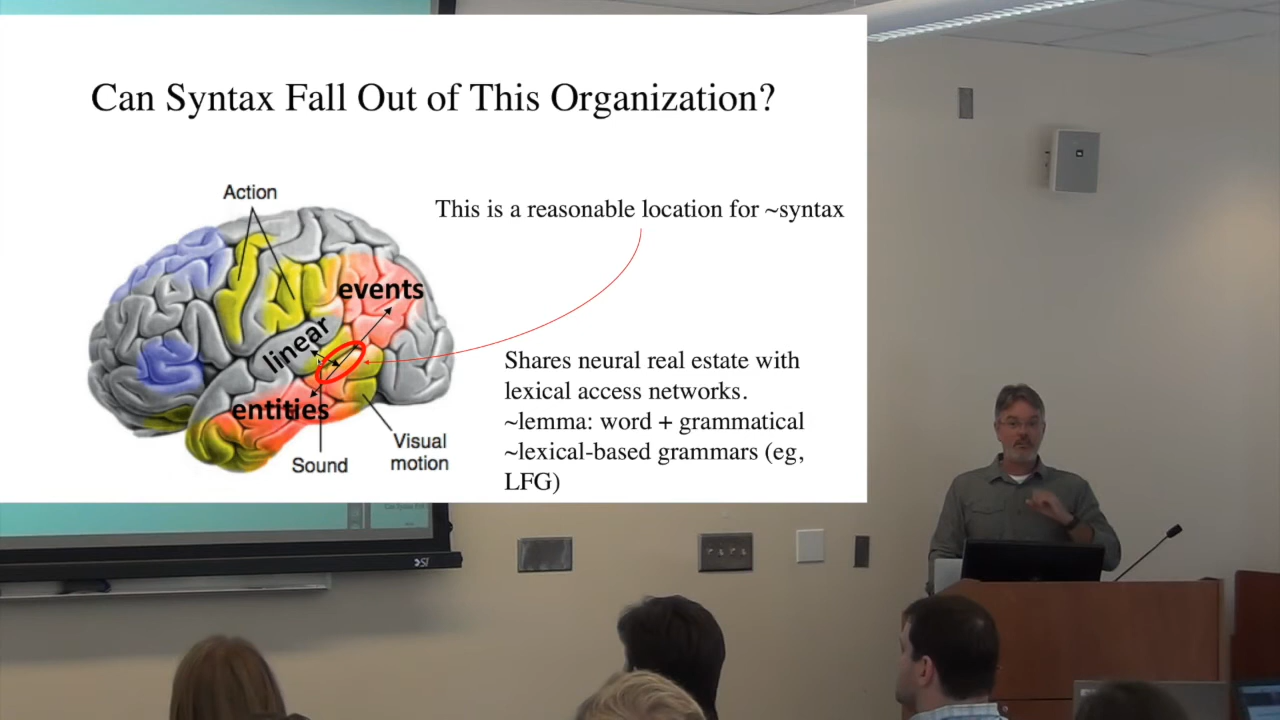 Can Syntax Fall Out of This Organization?
Action
This is a reasonable location for ~syntax
events
linear
entities
Sound
Visual
motion
Shares neural real estate with
lexical access networks.
~lemma: word + grammatical
~lexical-based grammars (eg,
LFG)